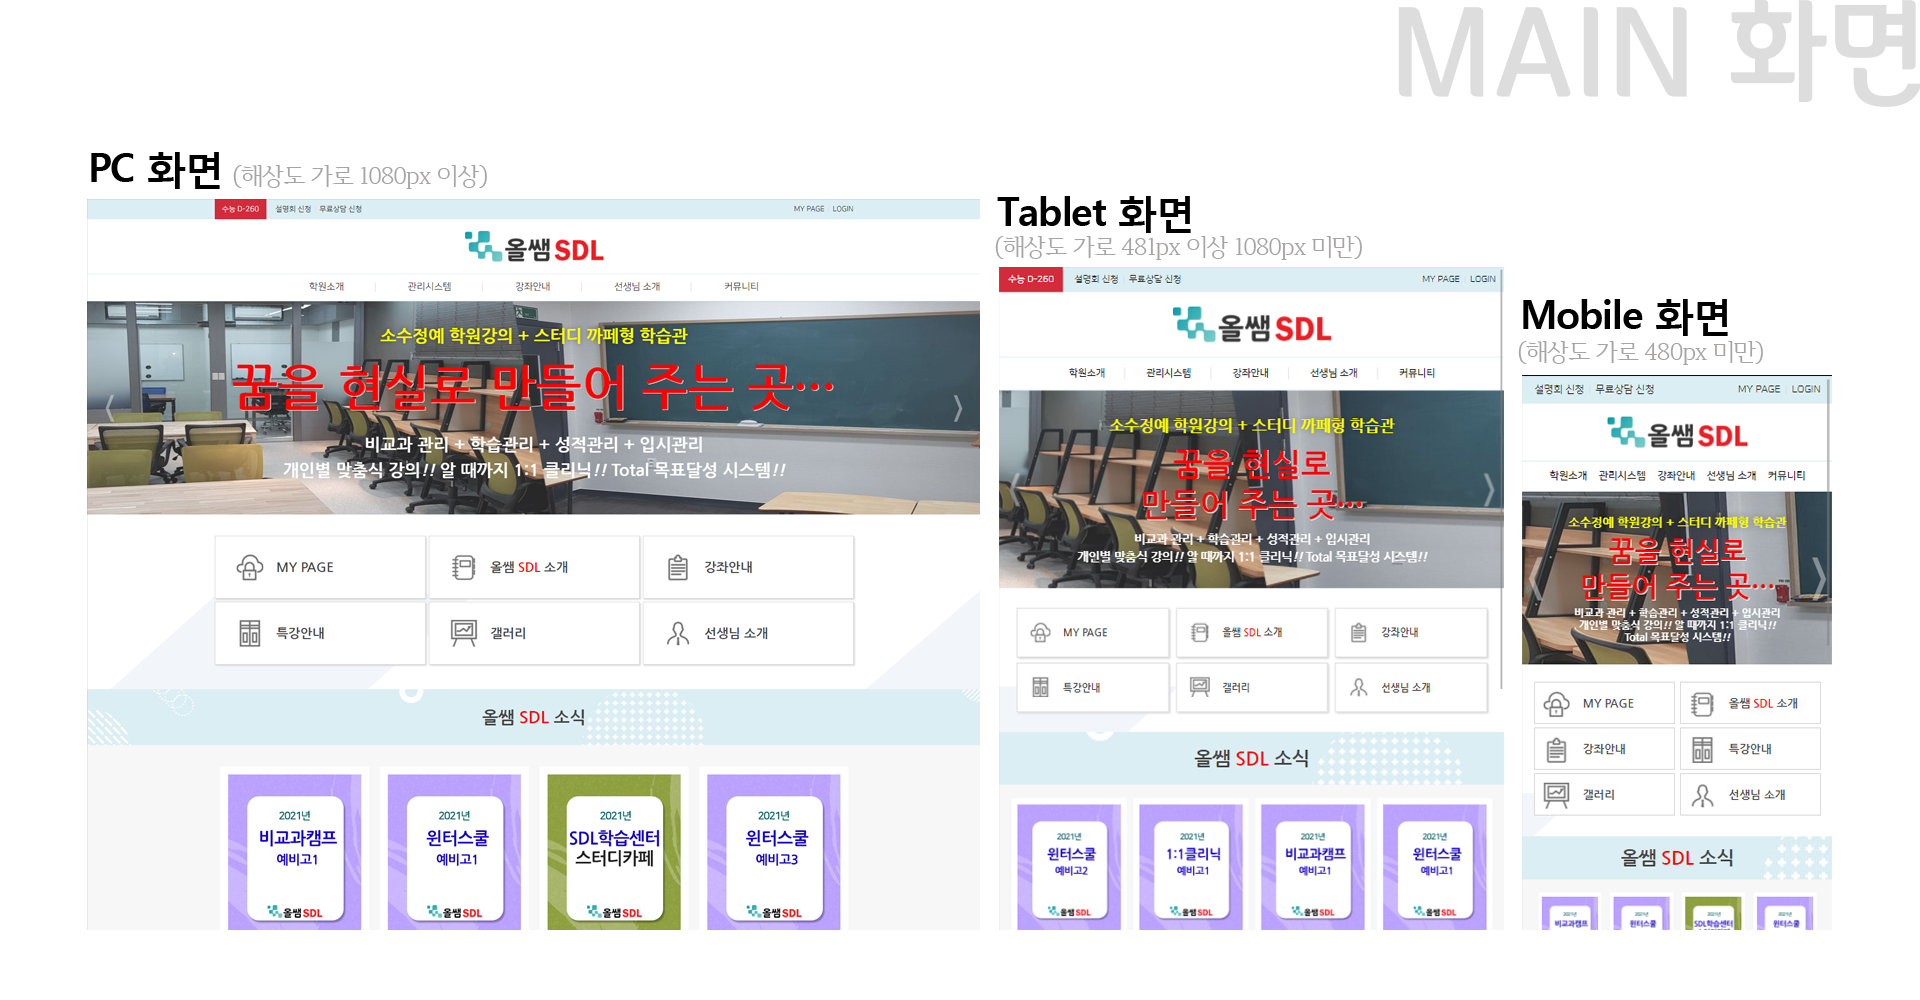 MAIN 화면
PC 화면 (해상도 가로 1080px 이상)
수능 D-260 설명회 신청 무료상담 신청 MY PAGE LOGIN
올쌤 SDL
학원소개 관리시스템 강좌안내 선생님 소개 커뮤니티
소수정예 학원강의 + 스터디 까페형 학습관
꿈을 현실로 만들어 주는 곳…
비교과 관리 + 학습관리 + 성적관리 + 입시관리
개인별 맞춤식 강의!! 알 때까지 1:1 클리닉!! Total 목표달성 시스템!!
MY PAGE 올쌤 SDL 소개 강좌안내
특강안내 갤러리 선생님 소개
올쌤 SDL 소식
2021년 2021년 2021년 2021년
비교과캠프 윈터스쿨 SDL학습센터 윈터스쿨
예비고1 예비고1 스터디카페 예비고3
올쌤SDL 올쌤SDL 올쌤SDL 올쌤SDL
Tablet 화면
(해상도 가로 481px 이상 1080px 미만)
수능 D-260 설명회 신청 무료상담 신청 MY PAGE LOGIN
올쌤 SDL
학원소개 관리시스템 강좌안내 선생님 소개 커뮤니티
소수정예 학원강의 + 스터디 까페형 학습관
꿈을 현실로
만들어 주는 곳…
비교과 관리 + 학습관리 + 성적관리 + 입시관리
개인별 맞춤식 강의!! 알 때까지 1:1 클리닉!! Total 목표달성 시스템!!
MY PAGE 올쌤 SDL 소개 강좌안내
특강안내 갤러리 선생님 소개
올쌤 SDL 소식
2021년 2021년 2021년 2021년
윈터스쿨 1:1클리닉 비교과캠프 윈터스쿨
예비고2 예비고1 예비고1 예비고1
올쌤SDL 올쌤SDL 올쌤SDL 올쌤SDL
Mobile 화면
(해상도 가로 480px 미만)
설명회 신청 무료상담 신청 MY PAGE LOGIN
올쌤 SDL
학원소개 관리시스템 강좌안내 선생님 소개 커뮤니티
소수정예 학원강의 + 스터디 까페형 학습관
꿈을 현실로
만들어 주는 곳…
비교과 관리 + 학습관리 + 성적관리 + 입시관리
개인별 맞춤식 강의!! 알 때까지 1:1 클리닉!!
Total 목표달성 시스템!!
MY PAGE 올쌤 SDL 소개
강좌안내 특강안내
갤러리 선생님 소개
올쌤 SDL 소식
2021년 2021년 2021년 2021년
비교과캠프 윈터스쿨 SDL학습센터 윈터스쿨